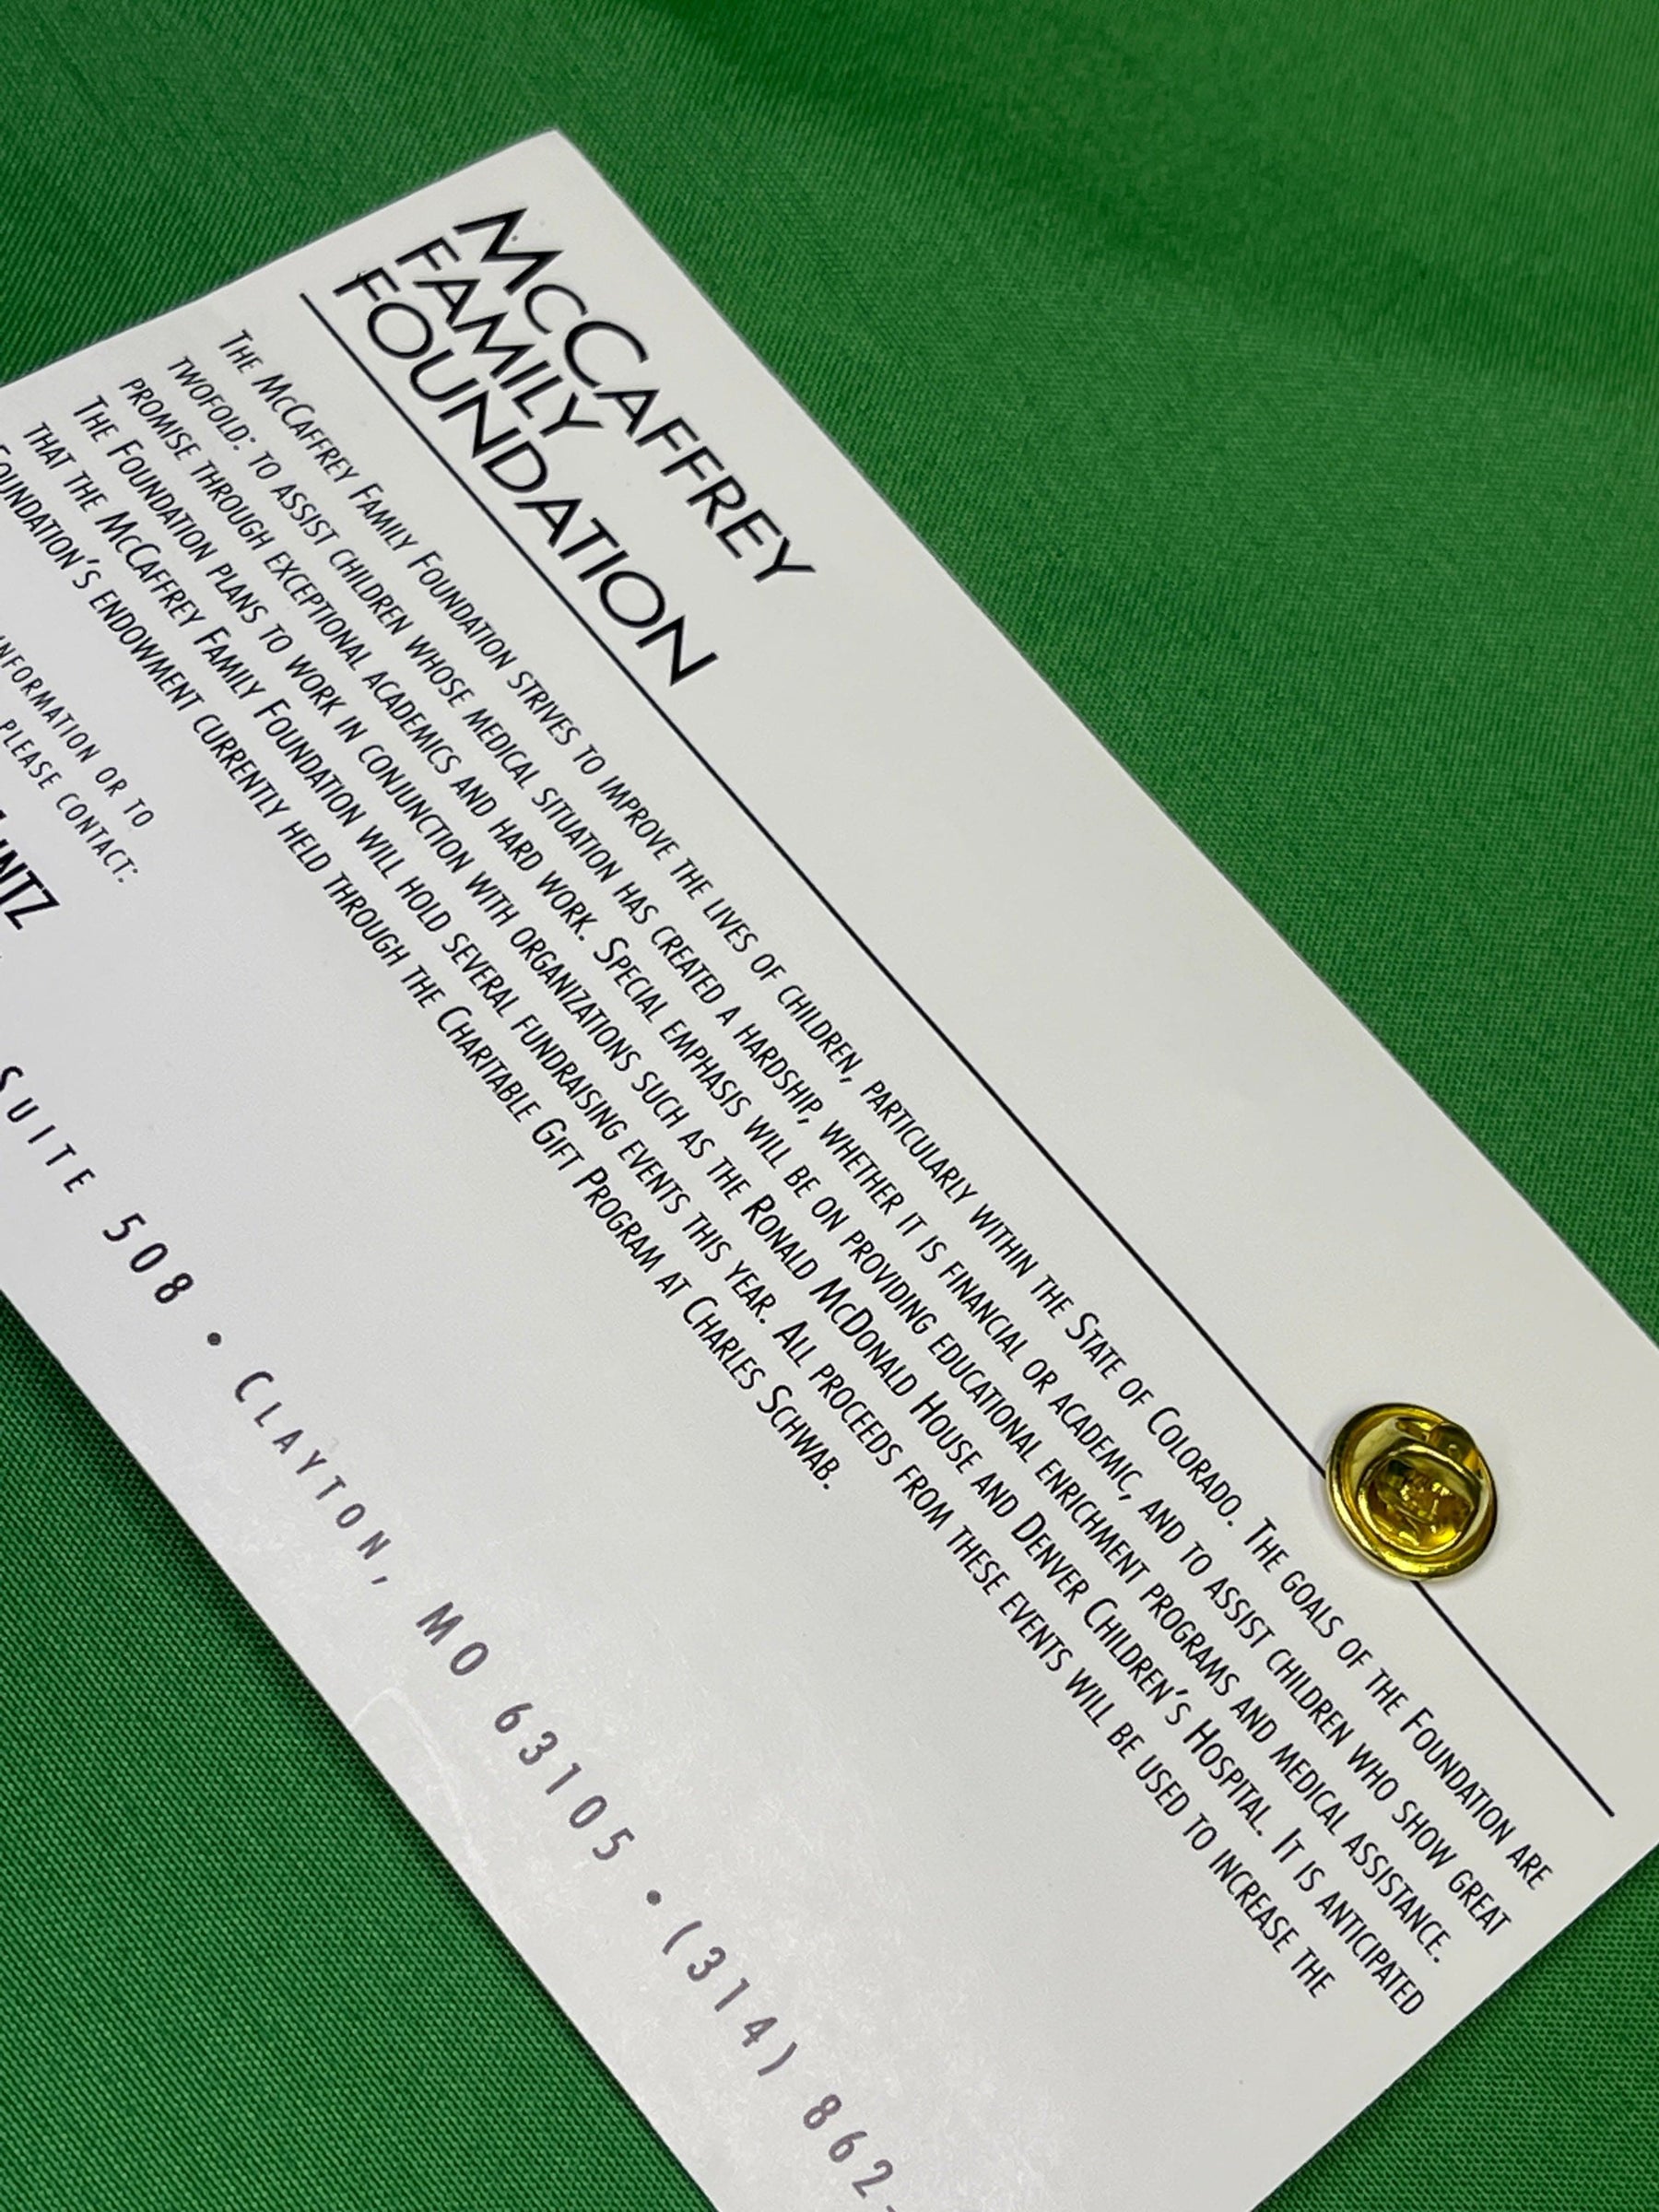 McCAFFREY
FAMILY
FOUNDATION
THE McCAFFREY FAMILY FOUNDATION STRIVES TO IMPROVE THE LIVES OF CHILDREN, PARTICULARLY WITHIN THE STATE OF COLORADO. THE GOALS OF THE FOUNDATION ARE
TWOFOLD: TO ASSIST CHILDREN WHOSE MEDICAL SITUATION HAS CREATED A HARDSHIP, WHETHER IT IS FINANCIAL OR ACADEMIC, AND TO ASSIST CHILDREN WHO SHOW GREAT
PROMISE THROUGH EXCEPTIONAL ACADEMICS AND HARD WORK. SPECIAL EMPHASIS WILL BE ON PROVIDING EDUCATIONAL ENRICHMENT PROGRAMS AND MEDICAL ASSISTANCE.
THE FOUNDATION PLANS TO WORK IN CONJUNCTION WITH ORGANIZATIONS SUCH AS THE RONALD McDONALD HOUSE AND DENVER CHILDREN'S HOSPITAL. IT IS ANTICIPATED
THAT THE McCAFFREY FAMILY FOUNDATION WILL HOLD SEVERAL FUNDRAISING EVENTS THIS YEAR. ALL PROCEEDS FROM THESE EVENTS WILL BE USED TO INCREASE THE
FOUNDATION'S ENDOWMENT CURRENTLY HELD THROUGH THE CHARITABLE GIFT PROGRAM AT CHARLES SCHWAB.
INFORMATION OR TO
PLEASE CONTACT:
SUITE 508 • CLAYTON, MO 63105 • (314) 862-